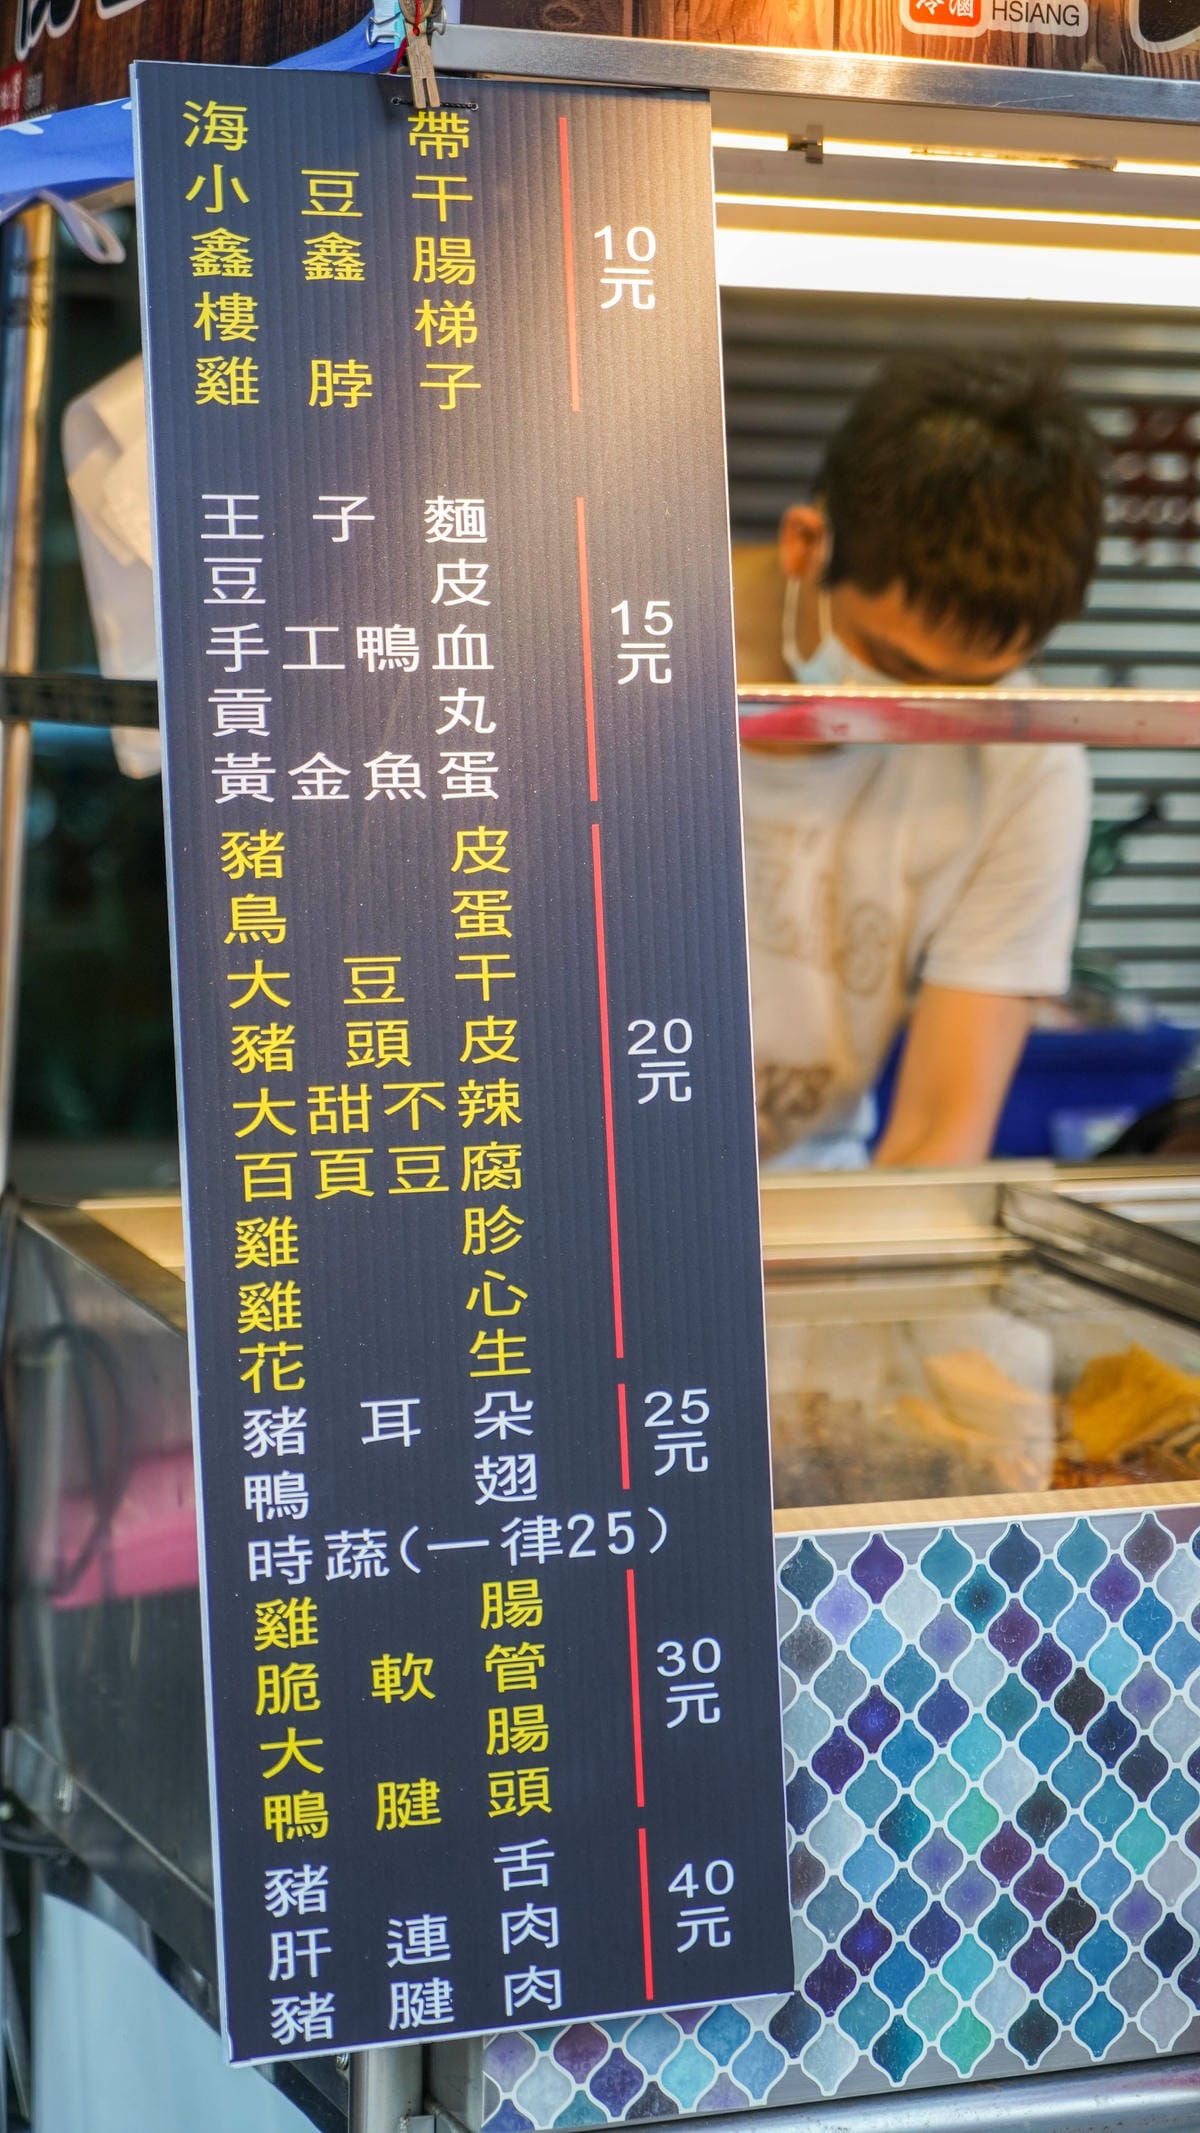 冷滷
HSIANG
海帶
小豆干
鑫鑫腸
樓梯
雞脖子
10元
王子麵
豆皮
手工鴨血
貢丸
黃金魚蛋
15元
豬皮
鳥蛋
大豆干
豬頭皮
大甜不辣
百頁豆腐
雞胗
雞心
花生
20元
豬耳朵
鴨翅
25元
時蔬(一律25)
雞腸
脆軟管
大腸
鴨腱頭
30元
豬舌
肝連肉
豬腱肉
40元